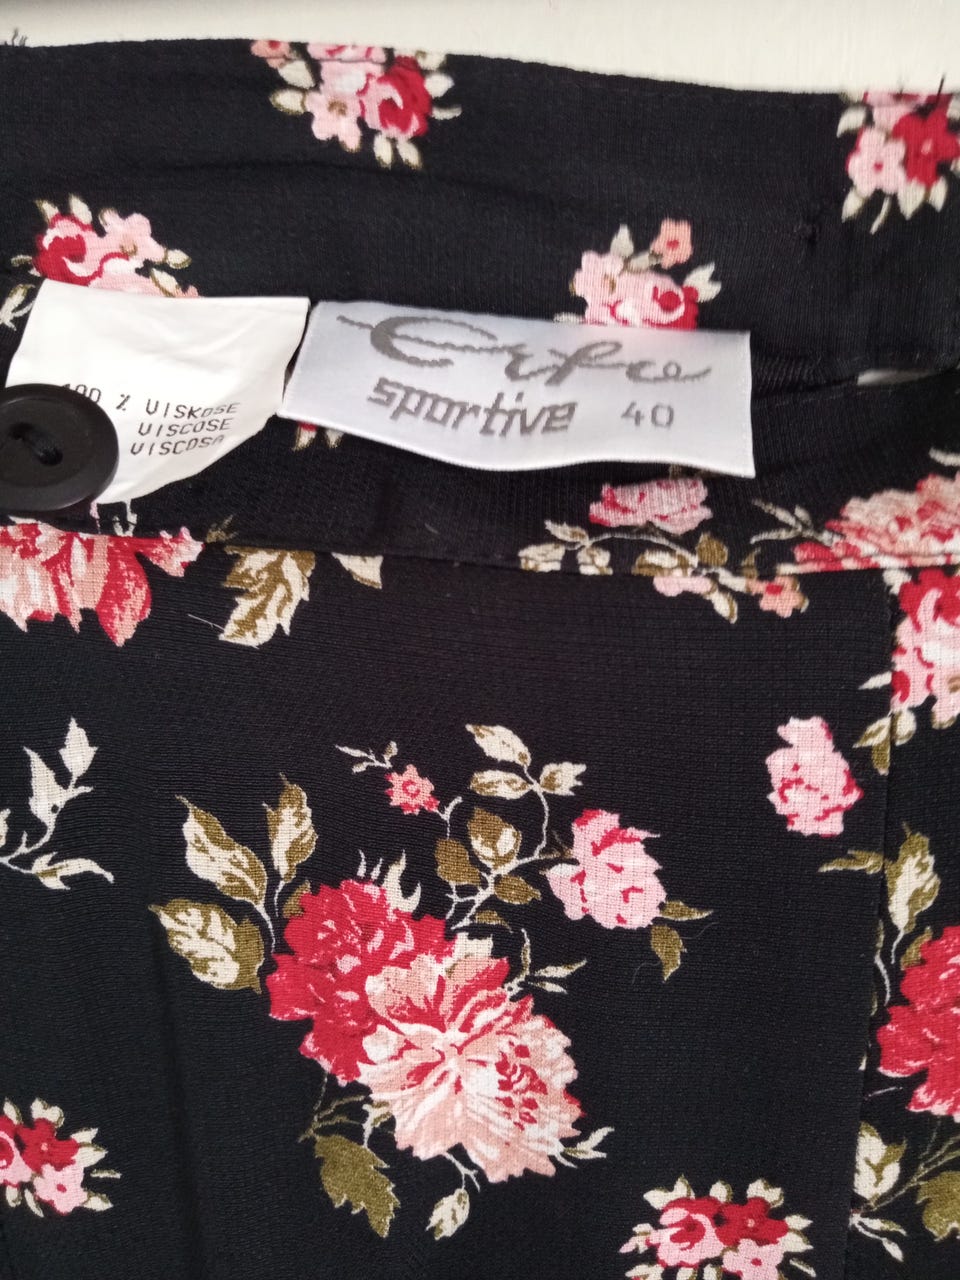 100 % VISKOSE
VISCOSE
VISCOSA
Erfo
sportive 40